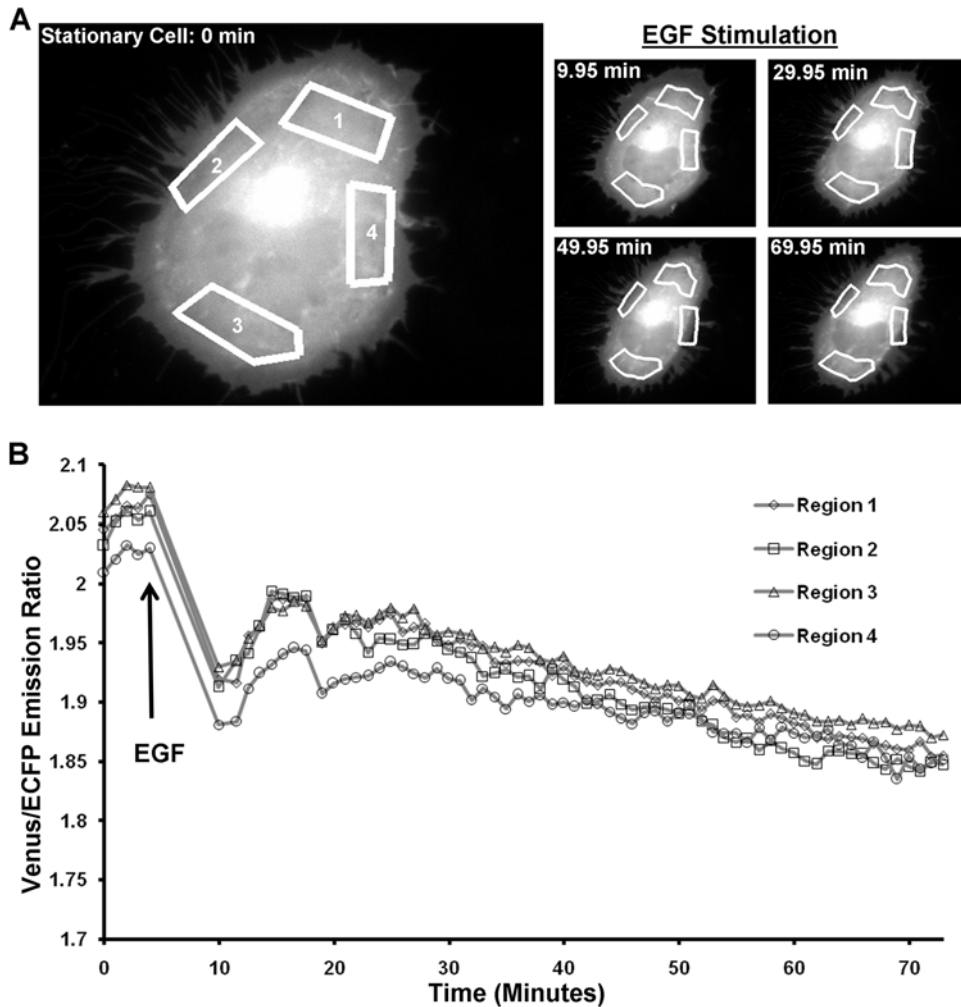 A
Stationary Cell: 0 min
1
2
3
4
EGF Stimulation
9.95 min
29.95 min
49.95 min
69.95 min
B
Venus/ECFP Emission Ratio
2.1
2.05
2
1.95
1.9
1.85
1.8
1.75
1.7
EGF
Region 1
Region 2
Region 3
Region 4
0 10 20 30 40 50 60 70
Time (Minutes)